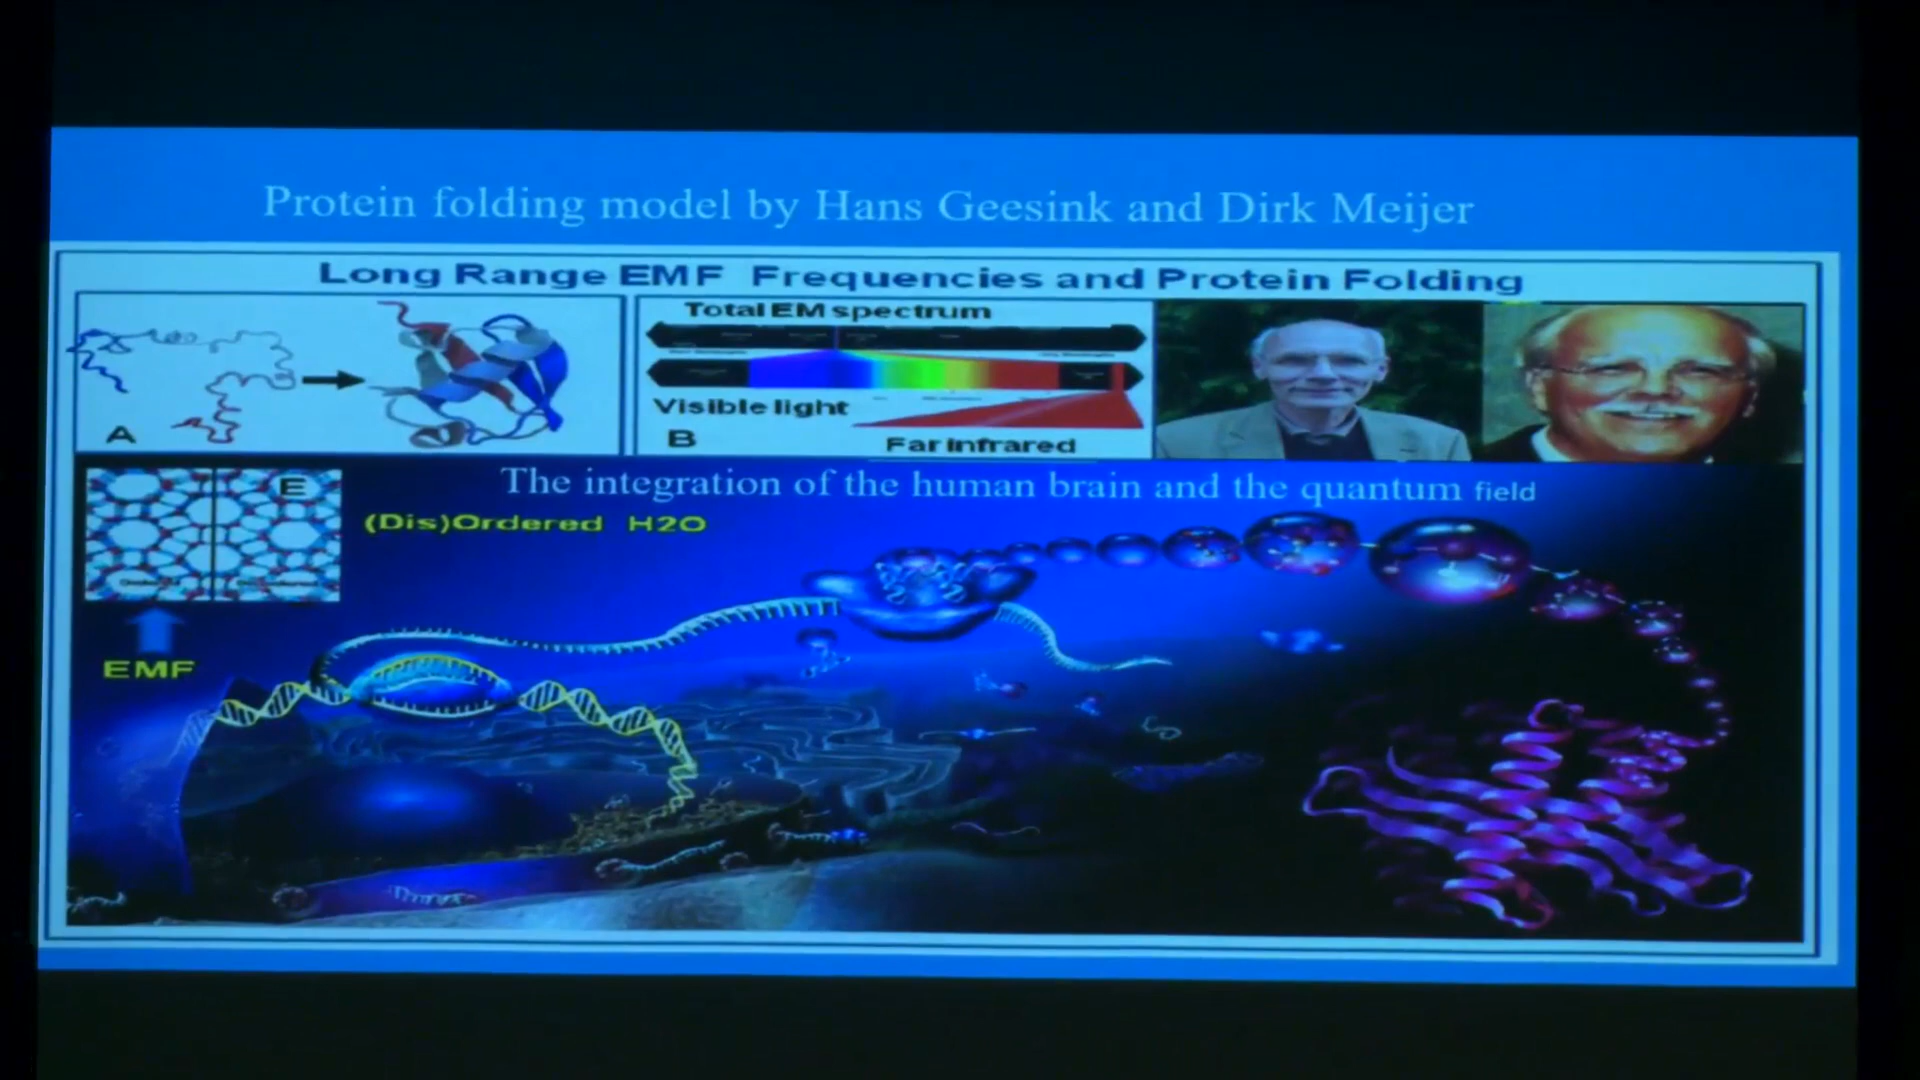 Protein folding model by Hans Geesink and Dirk Meijer
Long Range EMF Frequencies and Protein Folding
Total EM spectrum
Visible light
A
B
Far infrared
E
The integration of the human brain and the quantum field
(Dis)Ordered H2O
EMF